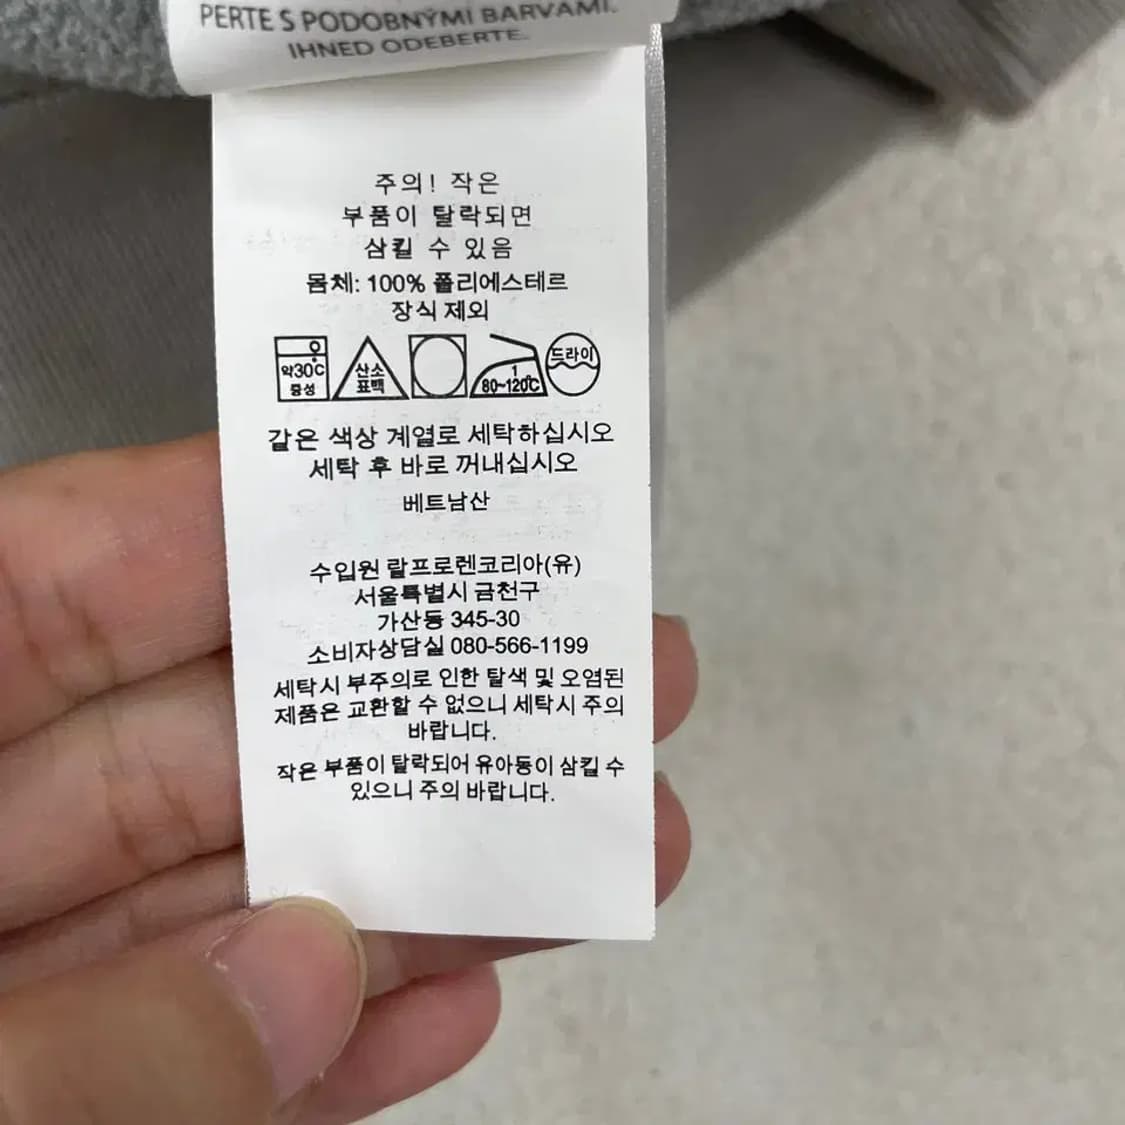 PERTE S PODOBNÝMI BARVAMI.
IHNED ODEBERTE.
주의! 작은
부품이 탈락되면
삼킬 수 있음
몸체: 100% 폴리에스테르
장식 제외
약30℃ 중성
산소 표백
1 80~120℃
드라이
같은 색상 계열로 세탁하십시오
세탁 후 바로 꺼내십시오
베트남산
수입원 랄프로렌코리아(유)
서울특별시 금천구
가산동 345-30
소비자상담실 080-566-1199
세탁시 부주의로 인한 탈색 및 오염된
제품은 교환할 수 없으니 세탁시 주의
바랍니다.
작은 부품이 탈락되어 유아동이 삼킬 수
있으니 주의 바랍니다.